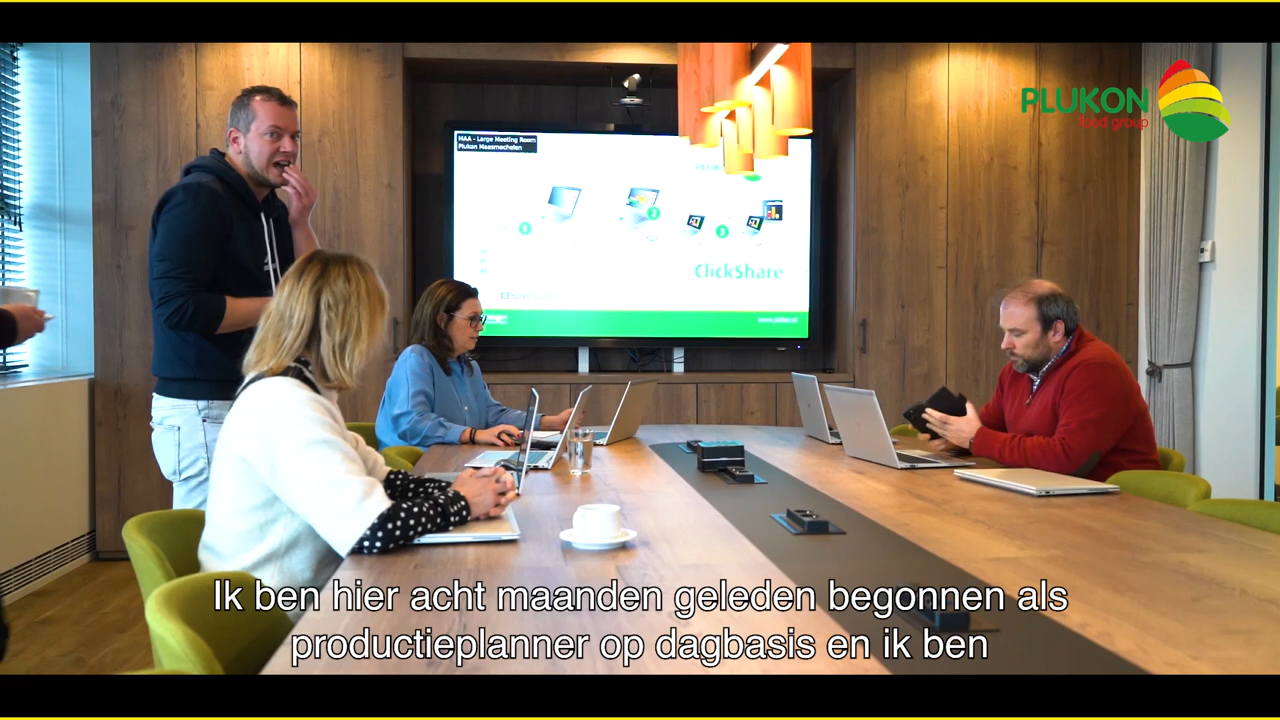 PLUKON
food group
MAA - Large Meeting Room
Plukon Maasmechelen
ClickShare
Ik ben hier acht maanden geleden begonnen als
productieplanner op dagbasis en ik ben